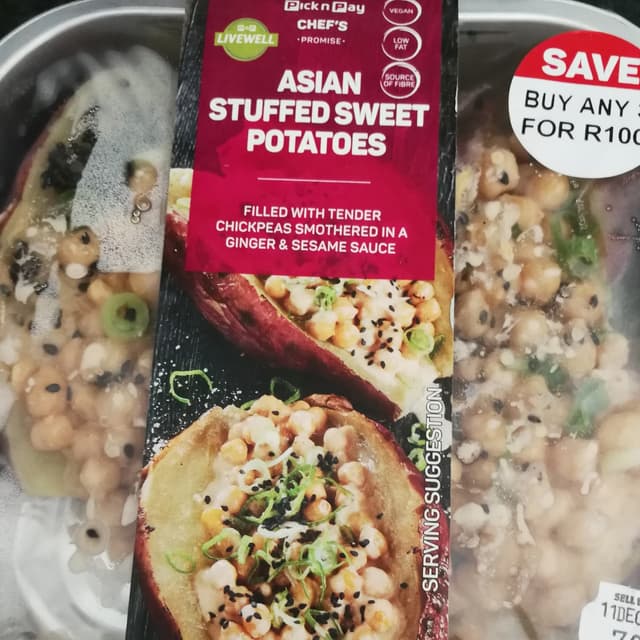 Pick n Pay
LIVEWELL
CHEF'S
• PROMISE •
VEGAN
LOW
FAT
SOURCE
OF FIBRE
ASIAN
STUFFED SWEET
POTATOES
FILLED WITH TENDER
CHICKPEAS SMOTHERED IN A
GINGER & SESAME SAUCE
SERVING SUGGESTION
SAVE
BUY ANY
FOR R100
SELL
11DEC